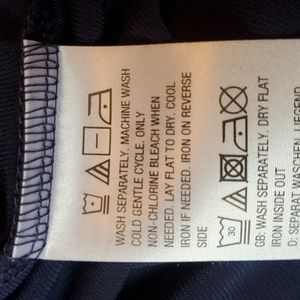 WASH SEPARATELY. MACHINE WASH
COLD GENTLE CYCLE. ONLY
NON-CHLORINE BLEACH WHEN
NEEDED. LAY FLAT TO DRY. COOL
IRON IF NEEDED. IRON ON REVERSE
SIDE
30
GB: WASH SEPARATELY. DRY FLAT
IRON INSIDE OUT
D: SEPARAT WASCHEN. LIEGEND